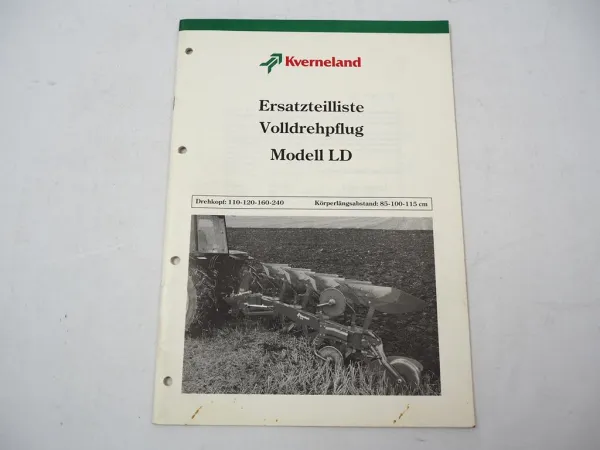 Kverneland
Ersatzteilliste
Volldrehpflug
Modell LD
Drehkopf: 110-120-160-240 Körperlängsabstand: 85-100-115 cm